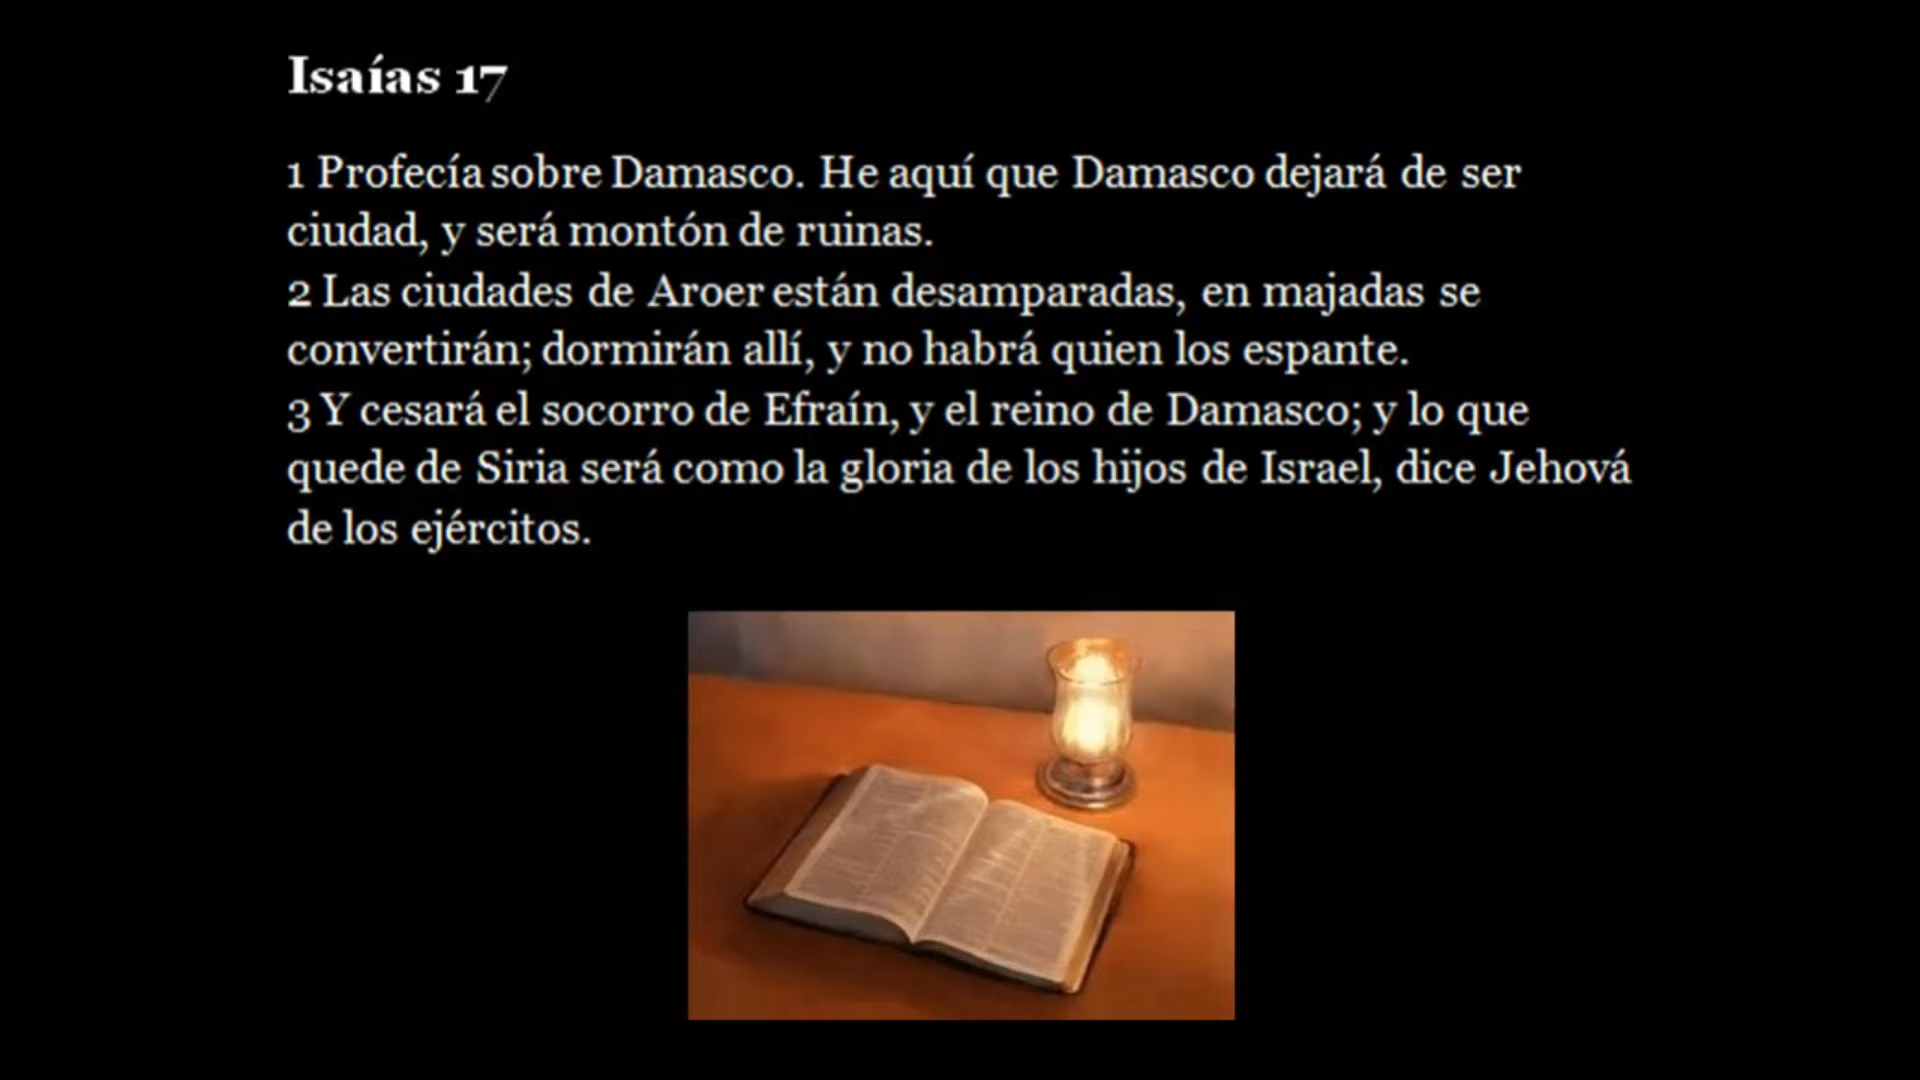 Isaías 17
1 Profecía sobre Damasco. He aquí que Damasco dejará de ser
ciudad, y será montón de ruinas.
2 Las ciudades de Aroer están desamparadas, en majadas se
convertirán; dormirán allí, y no habrá quien los espante.
3 Y cesará el socorro de Efraín, y el reino de Damasco; y lo que
quede de Siria será como la gloria de los hijos de Israel, dice Jehová
de los ejércitos.